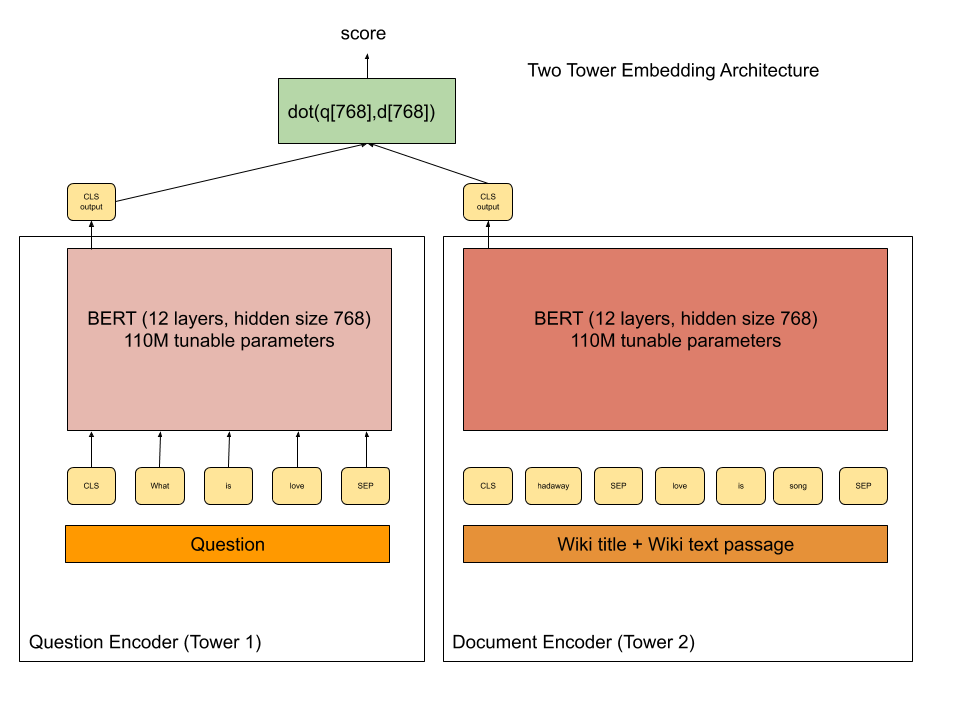 score
Two Tower Embedding Architecture
dot(q[768],d[768])
CLS
output
CLS
output
BERT (12 layers, hidden size 768)
110M tunable parameters
BERT (12 layers, hidden size 768)
110M tunable parameters
CLS What is love SEP
CLS hadaway SEP love is song SEP
Question
Wiki title + Wiki text passage
Question Encoder (Tower 1)
Document Encoder (Tower 2)